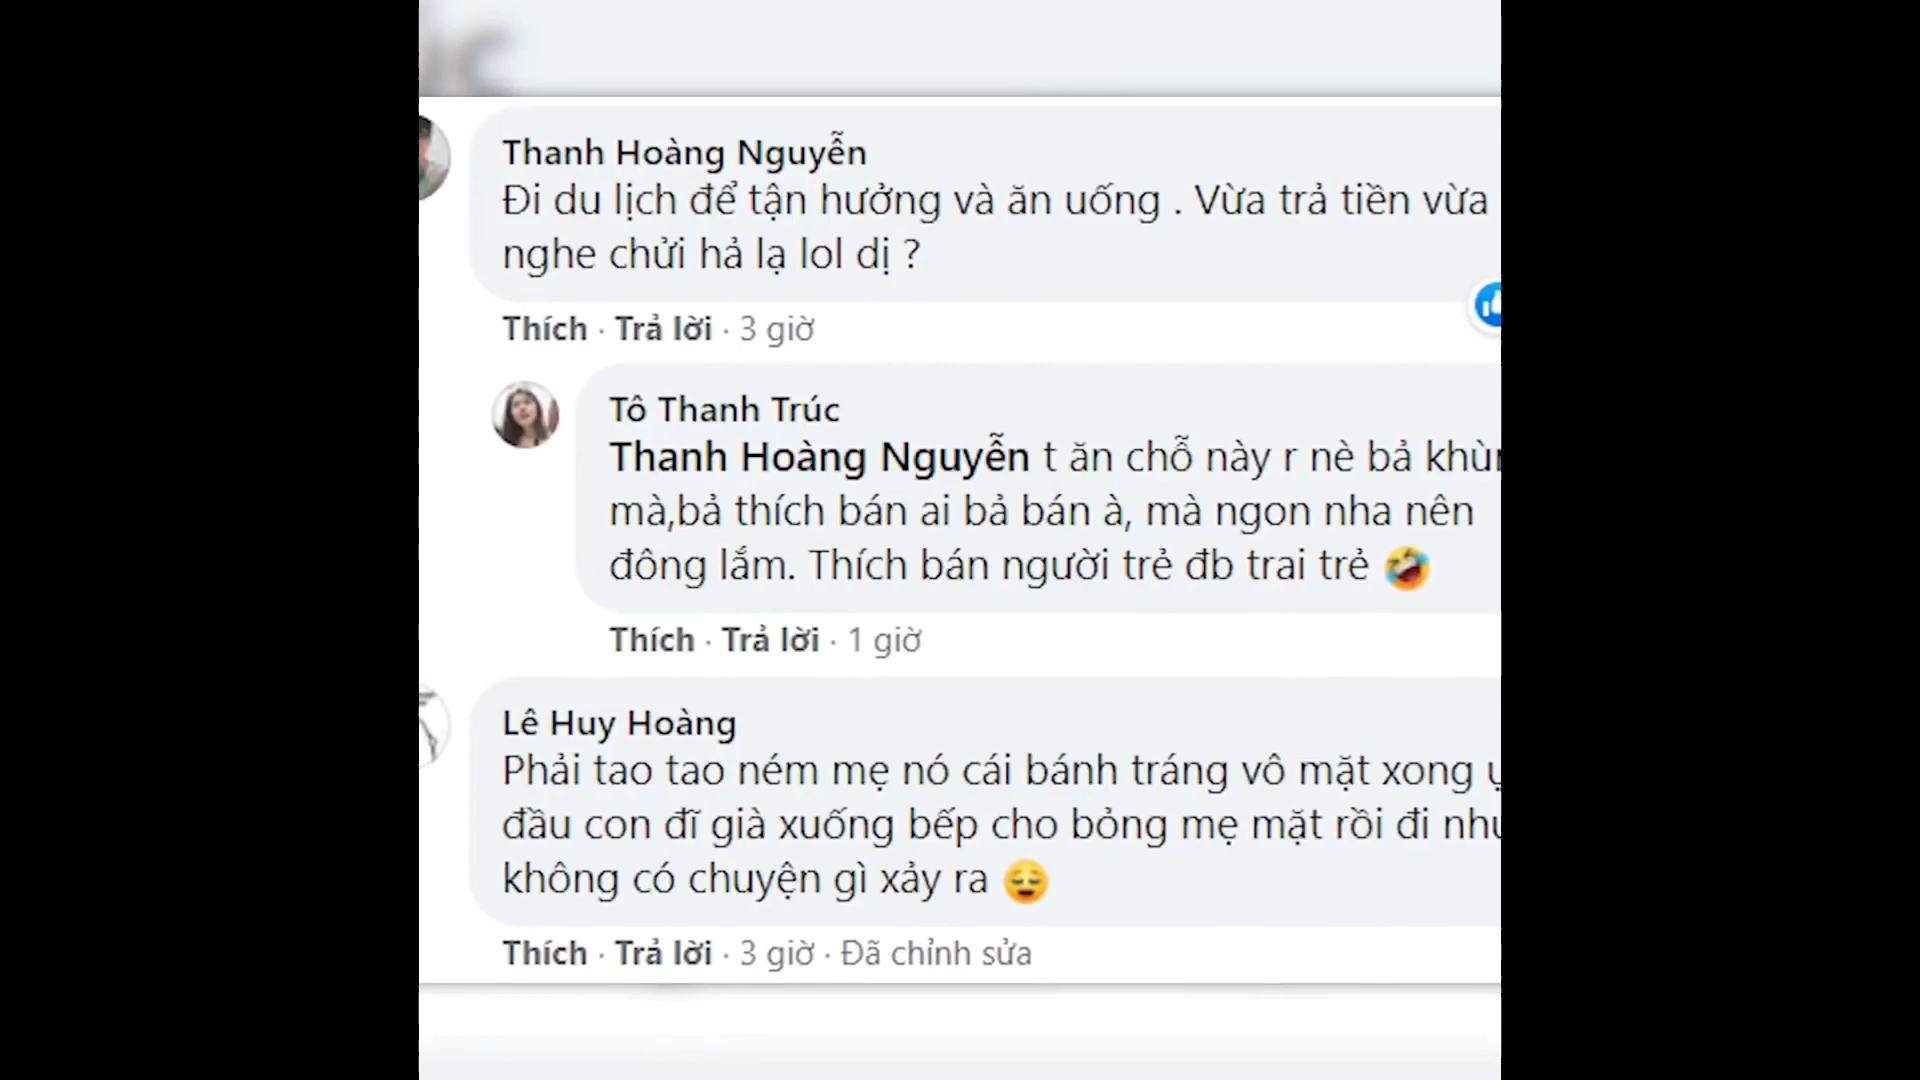 Thanh Hoàng Nguyễn
Đi du lịch để tận hưởng và ăn uống . Vừa trả tiền vừa
nghe chửi hả lạ lol dị ?
Thích · Trả lời · 3 giờ
Tô Thanh Trúc
Thanh Hoàng Nguyễn t ăn chỗ này r nè bả
mà,bả thích bán ai bả bán à, mà ngon nha nên
đông lắm. Thích bán người trẻ đb trai trẻ 🤣
Thích · Trả lời · 1 giờ
Lê Huy Hoàng
Phải tao tao ném mẹ nó cái bánh tráng vô mặt xong
đầu con đĩ già xuống bếp cho bỏng mẹ mặt rồi đi
không có chuyện gì xảy ra 😌
Thích · Trả lời · 3 giờ · Đã chỉnh sửa